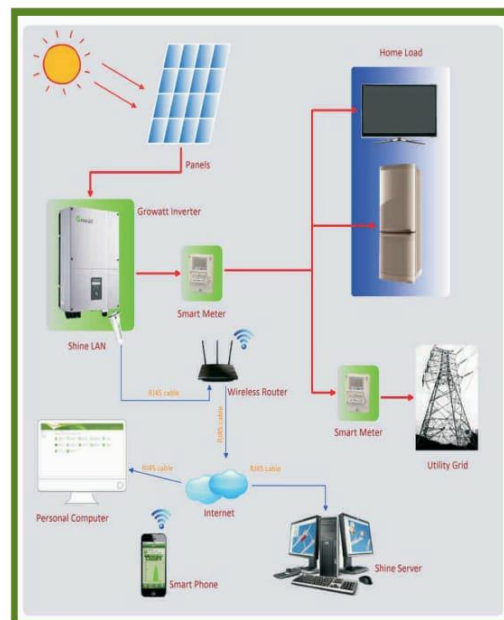 Home Load
Panels
Growatt Inverter
Smart Meter
Shine LAN
RJ45 cable
Wireless Router
RJ45 cable
Smart Meter
Utility Grid
RJ45 cable
RJ45 cable
Internet
Personal Computer
Smart Phone
Shine Server